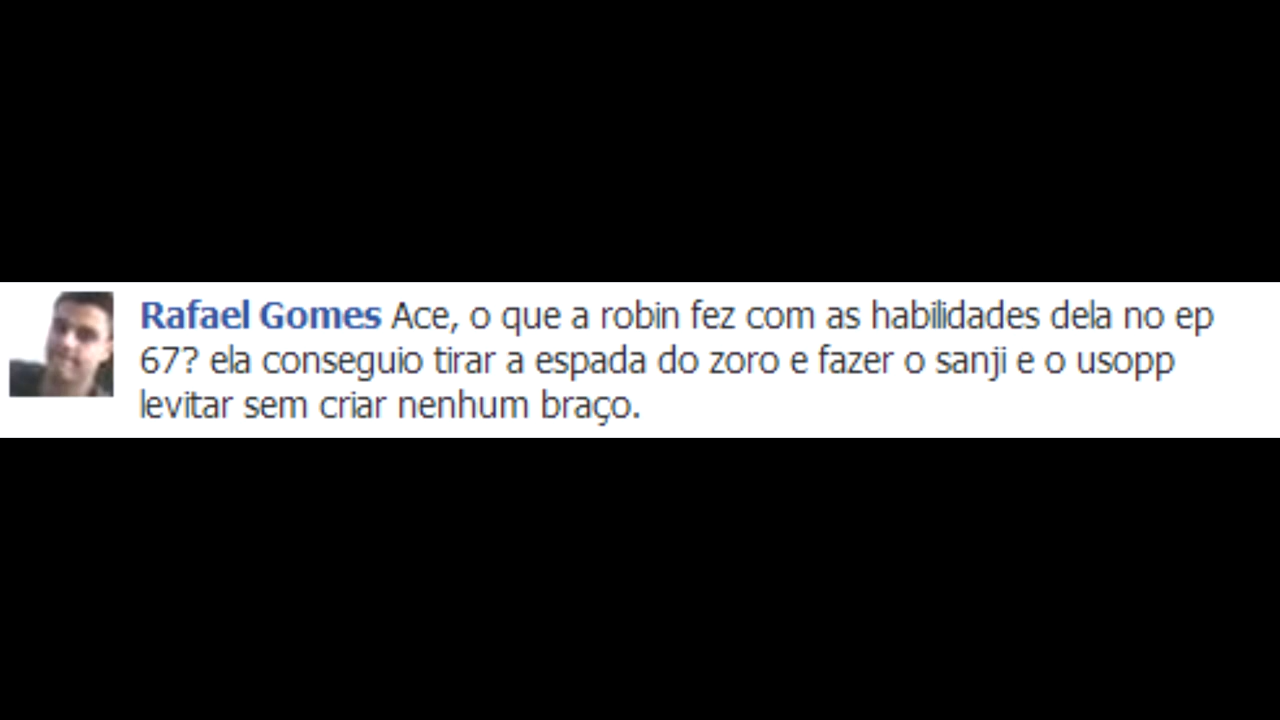 Rafael Gomes Ace, o que a robin fez com as habilidades dela no ep
67? ela conseguio tirar a espada do zoro e fazer o sanji e o usopp
levitar sem criar nenhum braço.